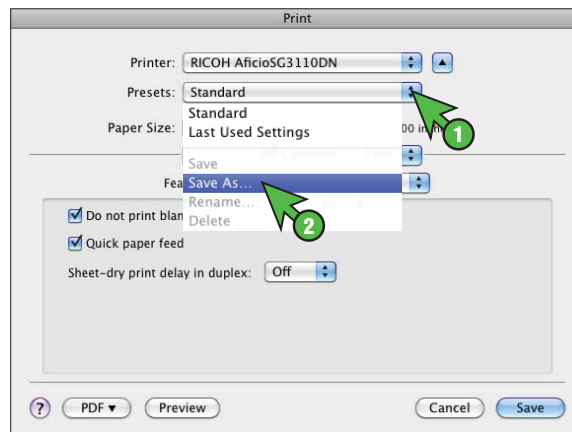 Print
Printer: RICOH AficioSG3110DN
Presets: Standard
Standard
Last Used Settings
Paper Size:
1
Save
Fea
Save As...
Rename...
Delete
2
Do not print blan
Quick paper feed
Sheet-dry print delay in duplex: Off
? PDF Preview Cancel Save